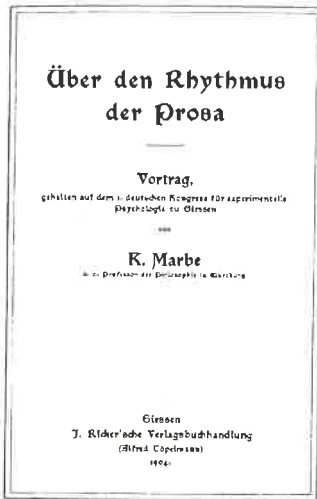 Über den Rhythmus
der Prosa
Vortrag,
gehalten auf dem 1. deutschen Kongress für experimentelle
Psychologie zu Giessen
K. Marbe
a. o. Professor der Philosophie in Würzburg
Giessen
J. Ricker'sche Verlagsbuchhandlung
(Alfred Töpelmann)
1904.